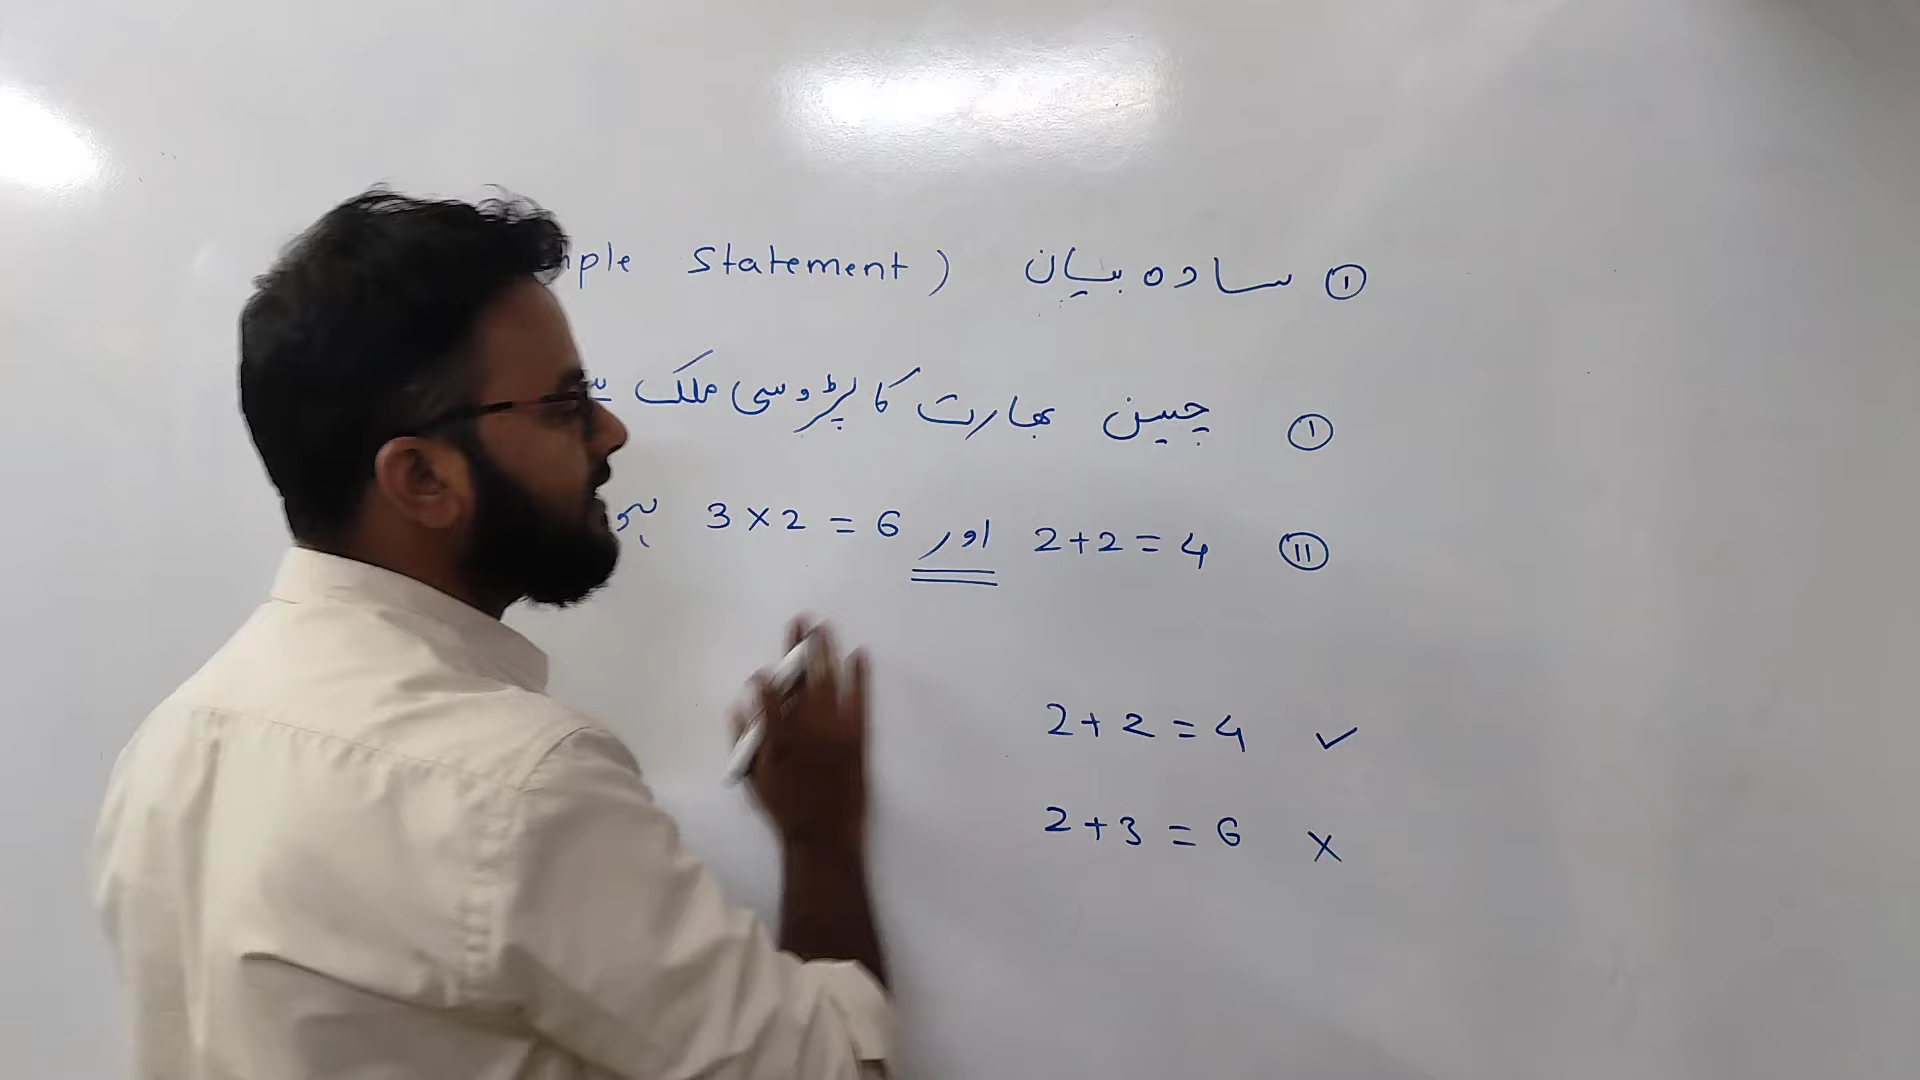 ① سادہ بیان (mple Statement)
① چین بھارت کا پڑوسی ملک
⑪ 2+2=4 اور 3×2=6
2+2=4 ✓
2+3=6 ×